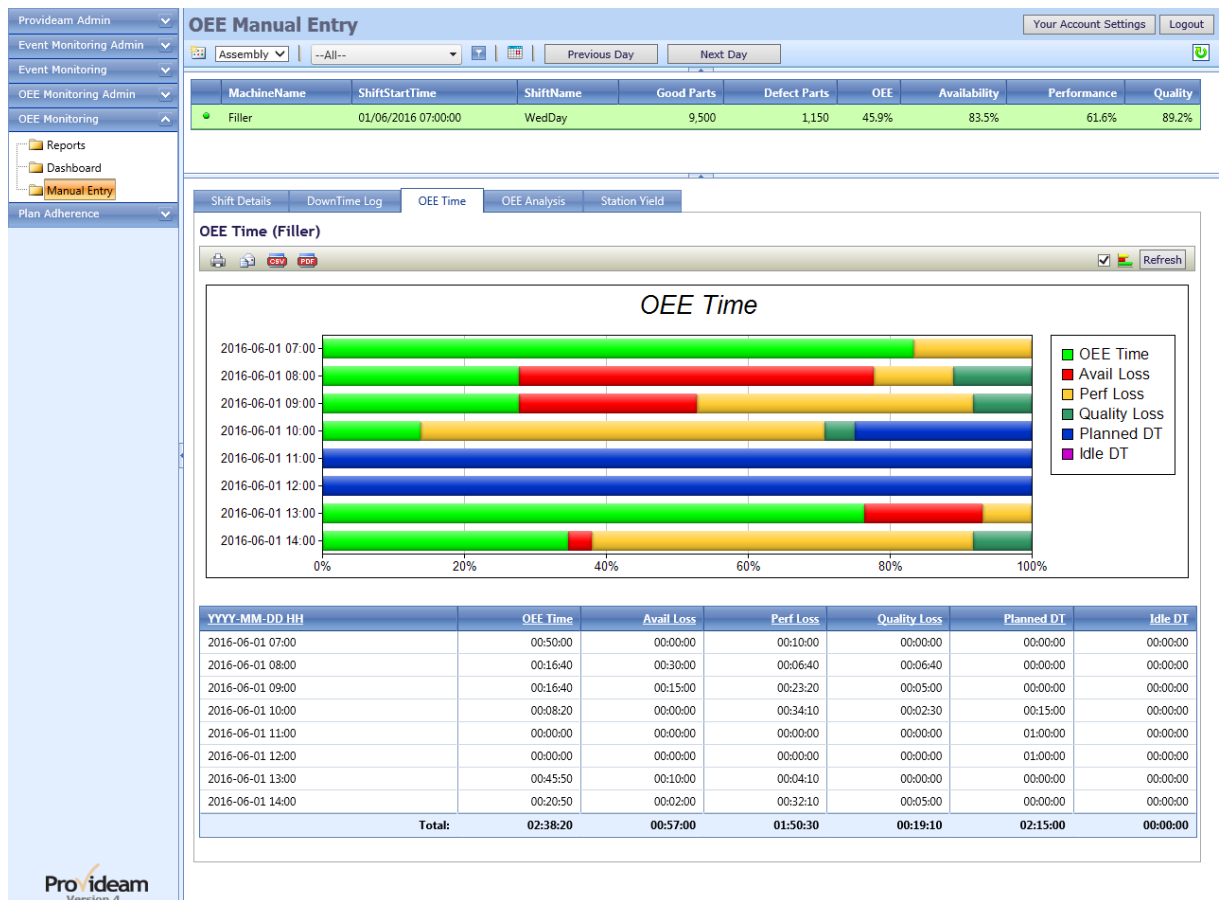 Provideam Admin
Event Monitoring Admin
Event Monitoring
OEE Monitoring Admin
OEE Monitoring
Reports
Dashboard
Manual Entry
Plan Adherence
Provideam
Version 4
OEE Manual Entry
Your Account Settings Logout
Assembly --All-- Previous Day Next Day
MachineName ShiftStartTime ShiftName Good Parts Defect Parts OEE Availability Performance Quality
Filler 01/06/2016 07:00:00 WedDay 9,500 1,150 45.9% 83.5% 61.6% 89.2%
Shift Details DownTime Log OEE Time OEE Analysis Station Yield
OEE Time (Filler)
CSV PDF Refresh
OEE Time
2016-06-01 07:00
2016-06-01 08:00
2016-06-01 09:00
2016-06-01 10:00
2016-06-01 11:00
2016-06-01 12:00
2016-06-01 13:00
2016-06-01 14:00
0% 20% 40% 60% 80% 100%
OEE Time
Avail Loss
Perf Loss
Quality Loss
Planned DT
Idle DT
YYYY-MM-DD HH OEE Time Avail Loss Perf Loss Quality Loss Planned DT Idle DT
2016-06-01 07:00 00:50:00 00:00:00 00:10:00 00:00:00 00:00:00 00:00:00
2016-06-01 08:00 00:16:40 00:30:00 00:06:40 00:06:40 00:00:00 00:00:00
2016-06-01 09:00 00:16:40 00:15:00 00:23:20 00:05:00 00:00:00 00:00:00
2016-06-01 10:00 00:08:20 00:00:00 00:34:10 00:02:30 00:15:00 00:00:00
2016-06-01 11:00 00:00:00 00:00:00 00:00:00 00:00:00 01:00:00 00:00:00
2016-06-01 12:00 00:00:00 00:00:00 00:00:00 00:00:00 01:00:00 00:00:00
2016-06-01 13:00 00:45:50 00:10:00 00:04:10 00:00:00 00:00:00 00:00:00
2016-06-01 14:00 00:20:50 00:02:00 00:32:10 00:05:00 00:00:00 00:00:00
Total: 02:38:20 00:57:00 01:50:30 00:19:10 02:15:00 00:00:00